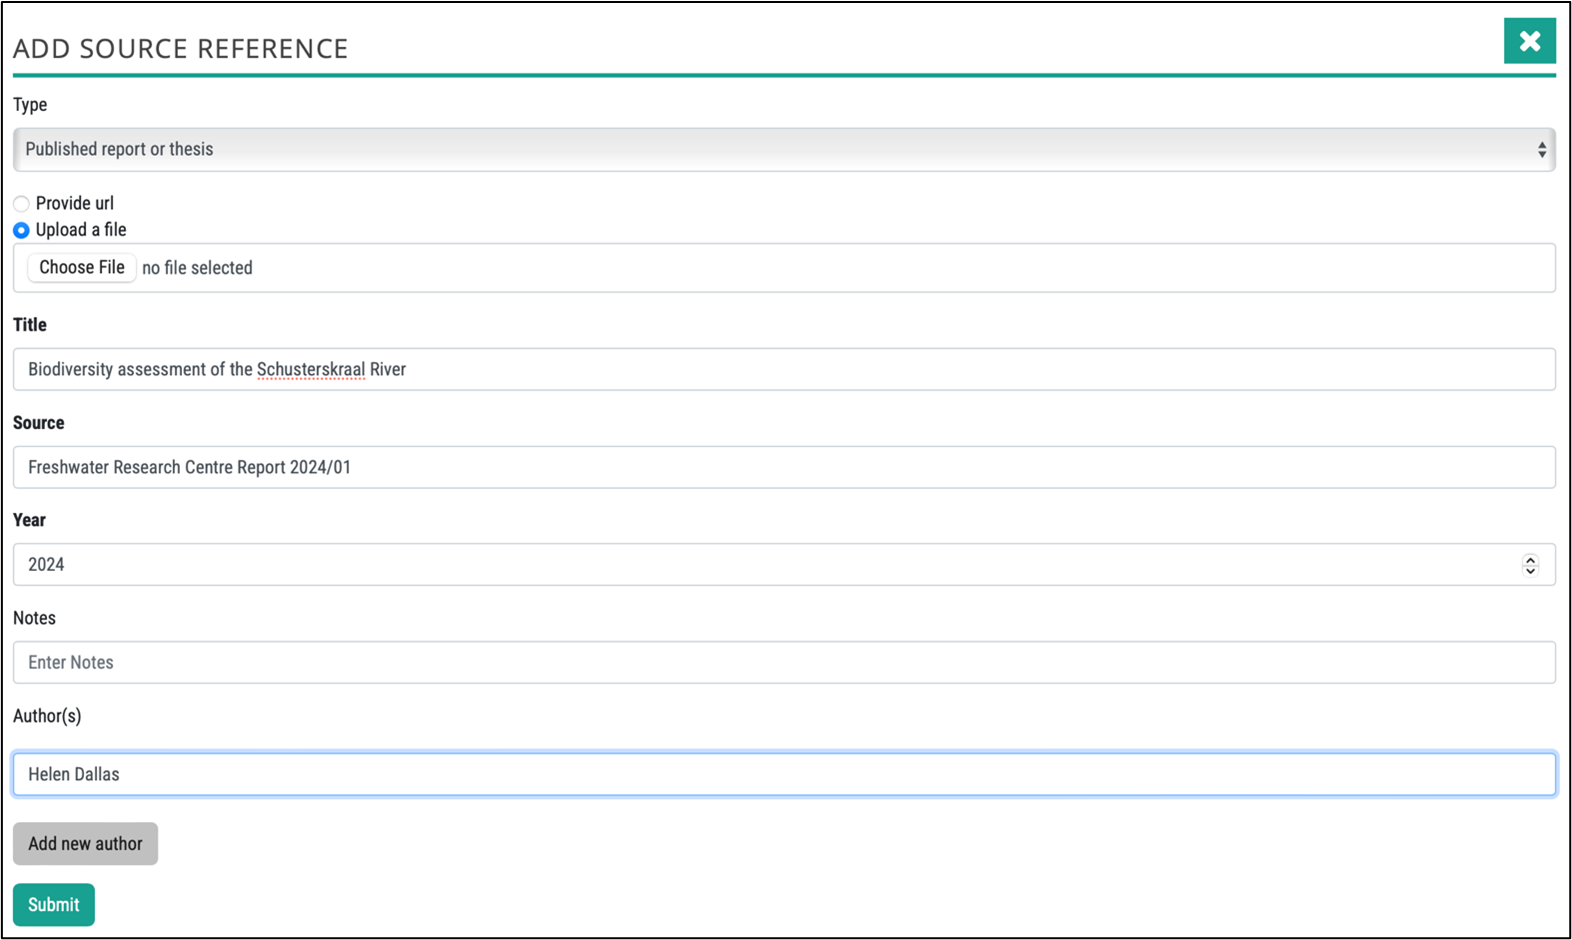 ADD SOURCE REFERENCE
Type
Published report or thesis
Provide url
Upload a file
Choose File no file selected
Title
Biodiversity assessment of the Schusterskraal River
Source
Freshwater Research Centre Report 2024/01
Year
2024
Notes
Enter Notes
Author(s)
Helen Dallas
Add new author
Submit